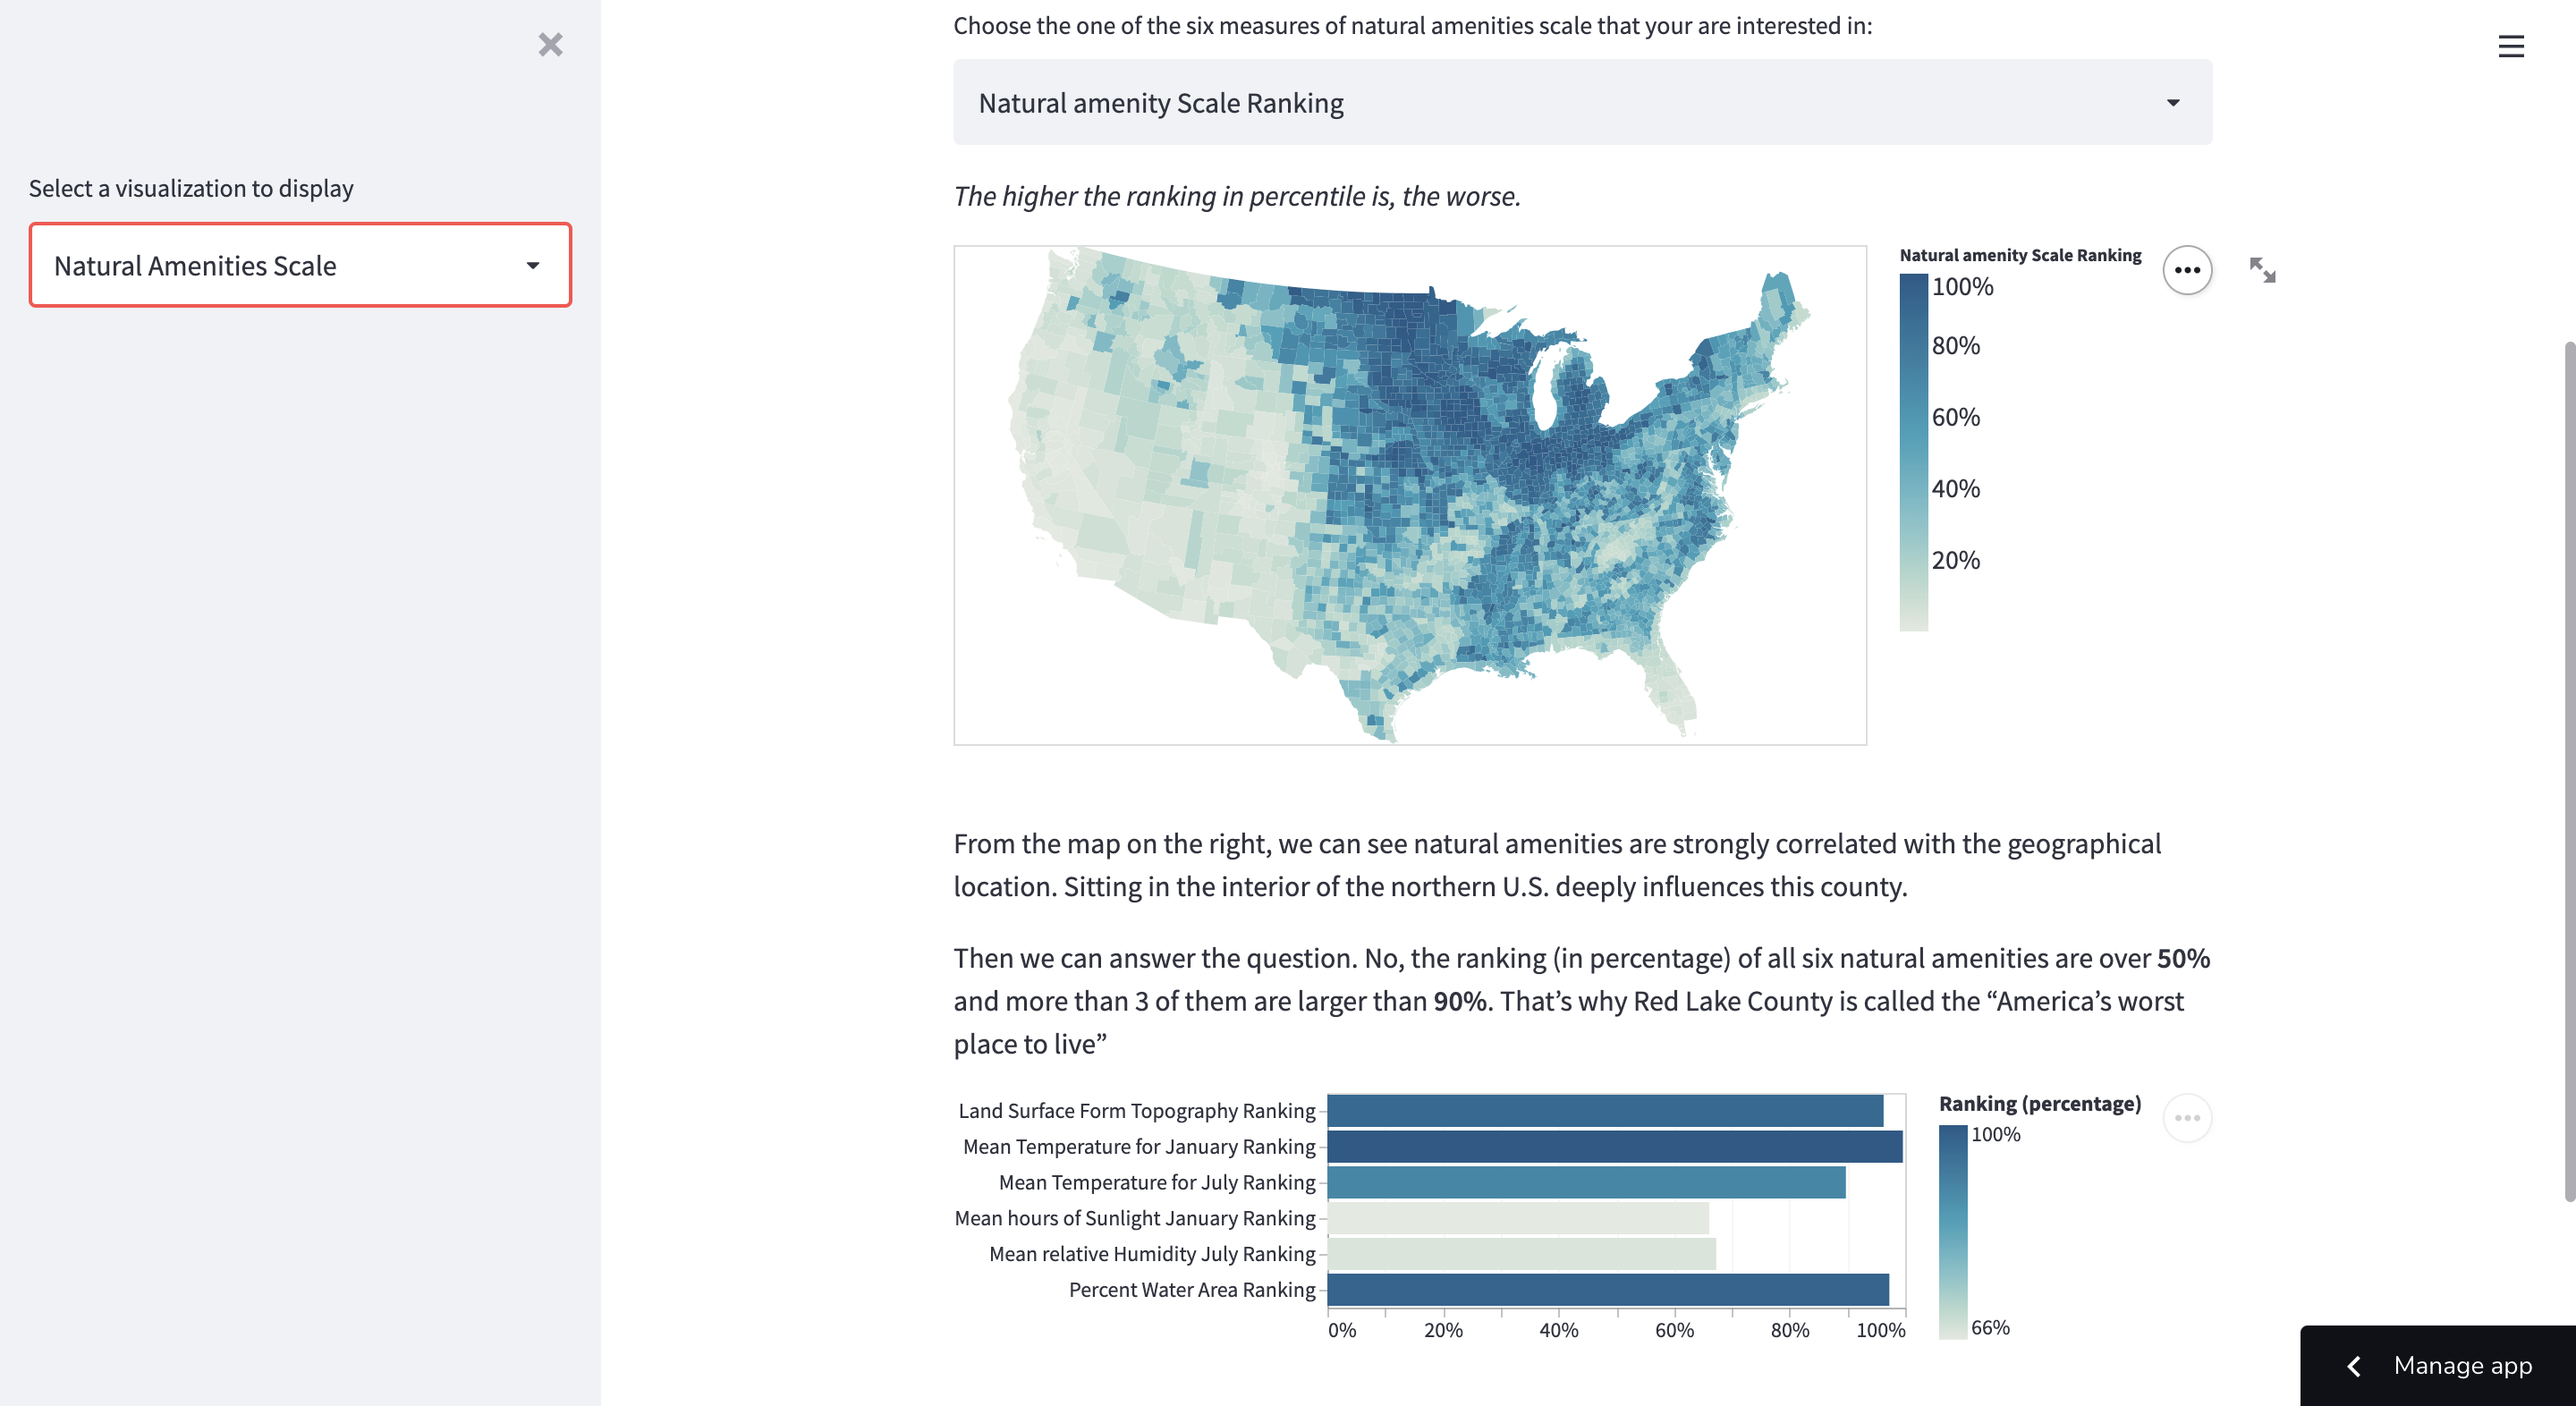 Select a visualization to display
Natural Amenities Scale
Choose the one of the six measures of natural amenities scale that your are interested in:
Natural amenity Scale Ranking
The higher the ranking in percentile is, the worse.
Natural amenity Scale Ranking
100%
80%
60%
40%
20%
From the map on the right, we can see natural amenities are strongly correlated with the geographical
location. Sitting in the interior of the northern U.S. deeply influences this county.
Then we can answer the question. No, the ranking (in percentage) of all six natural amenities are over 50%
and more than 3 of them are larger than 90%. That’s why Red Lake County is called the “America’s worst
place to live”
Land Surface Form Topography Ranking
Mean Temperature for January Ranking
Mean Temperature for July Ranking
Mean hours of Sunlight January Ranking
Mean relative Humidity July Ranking
Percent Water Area Ranking
0% 20% 40% 60% 80% 100%
Ranking (percentage)
100%
66%
Manage app